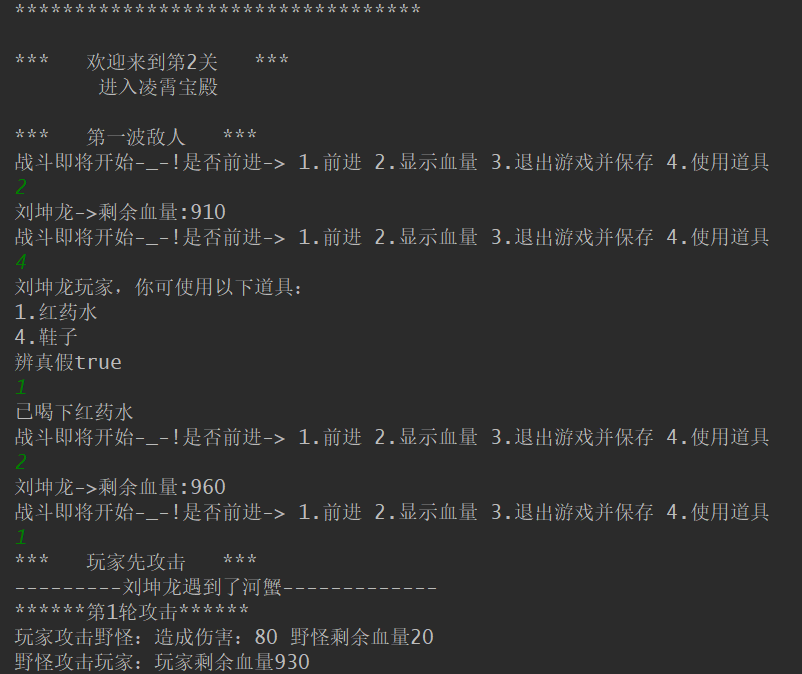 **********************************
***   欢迎来到第2关   ***
进入凌霄宝殿
***   第一波敌人   ***
战斗即将开始-_-!是否前进-> 1.前进 2.显示血量 3.退出游戏并保存 4.使用道具
2
刘坤龙->剩余血量:910
战斗即将开始-_-!是否前进-> 1.前进 2.显示血量 3.退出游戏并保存 4.使用道具
4
刘坤龙玩家，你可使用以下道具：
1.红药水
4.鞋子
辨真假true
1
已喝下红药水
战斗即将开始-_-!是否前进-> 1.前进 2.显示血量 3.退出游戏并保存 4.使用道具
2
刘坤龙->剩余血量:960
战斗即将开始-_-!是否前进-> 1.前进 2.显示血量 3.退出游戏并保存 4.使用道具
1
***   玩家先攻击   ***
---------刘坤龙遇到了河蟹-------------
******第1轮攻击******
玩家攻击野怪：造成伤害：80 野怪剩余血量20
野怪攻击玩家：玩家剩余血量930